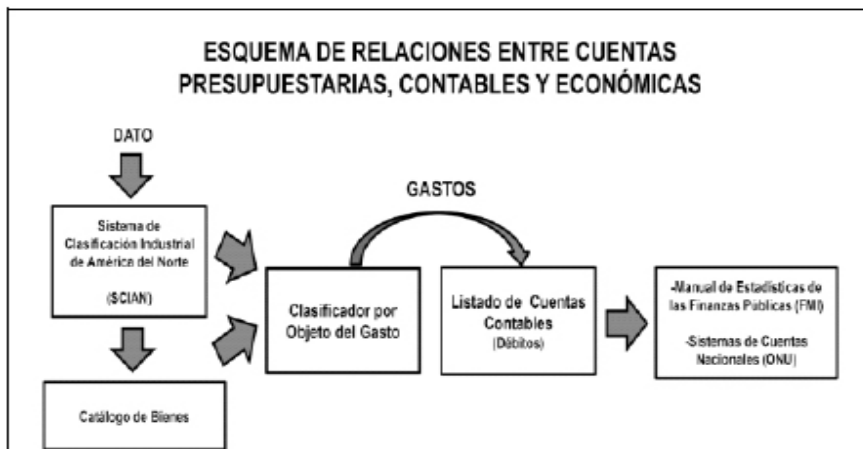 ESQUEMA DE RELACIONES ENTRE CUENTAS
PRESUPUESTARIAS, CONTABLES Y ECONÓMICAS
DATO
GASTOS
Sistema de
Clasificación Industrial
de América del Norte
(SCIAN)
Clasificador por
Objeto del Gasto
Listado de Cuentas
Contables
(Débitos)
-Manual de Estadísticas de
las Finanzas Públicas (FMI)
-Sistemas de Cuentas
Nacionales (ONU)
Catálogo de Bienes